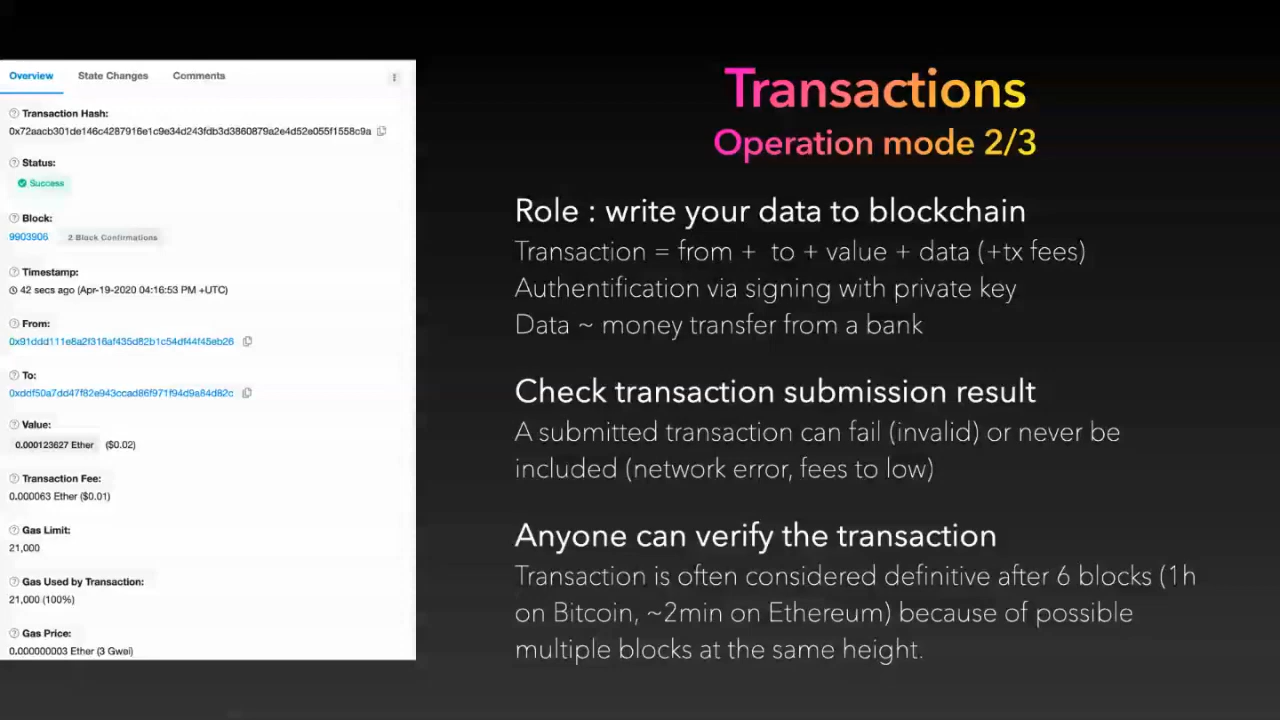 Overview State Changes Comments
Transaction Hash:
0x72aacb301de146c4287916e1c9e34d243fdb3d3860879a2e4d52e055f1558c9a
Status:
Success
Block:
9903906 2 Block Confirmations
Timestamp:
42 secs ago (Apr-19-2020 04:16:53 PM +UTC)
From:
0x91ddd111e8a2f316af435d82b1c54df44f45eb26
To:
0xddf50a7dd47f82e943ccad86f971f94d9a84d82c
Value:
0.000123627 Ether ($0.02)
Transaction Fee:
0.000063 Ether ($0.01)
Gas Limit:
21,000
Gas Used by Transaction:
21,000 (100%)
Gas Price:
0.000000003 Ether (3 Gwei)
Transactions
Operation mode 2/3
Role : write your data to blockchain
Transaction = from + to + value + data (+tx fees)
Authentification via signing with private key
Data ~ money transfer from a bank
Check transaction submission result
A submitted transaction can fail (invalid) or never be
included (network error, fees to low)
Anyone can verify the transaction
Transaction is often considered definitive after 6 blocks (1h
on Bitcoin, ~2min on Ethereum) because of possible
multiple blocks at the same height.